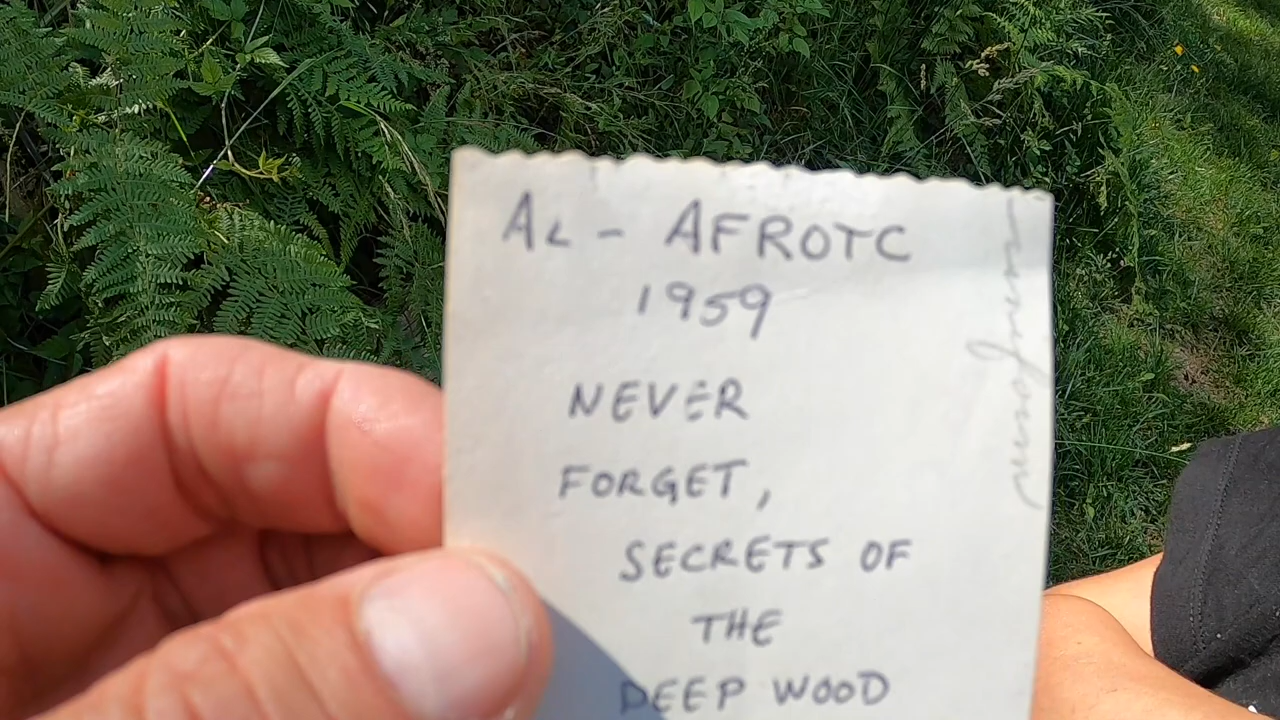 AL - AFROTC
1959
NEVER
FORGET,
SECRETS OF
THE
DEEP WOOD